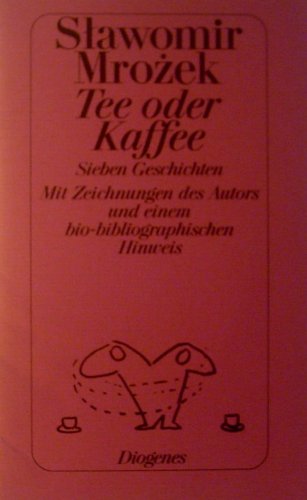 Sławomir
Mrożek
Tee oder
Kaffee
Sieben Geschichten
Mit Zeichnungen des Autors
und einem
bio-bibliographischen
Hinweis
Diogenes